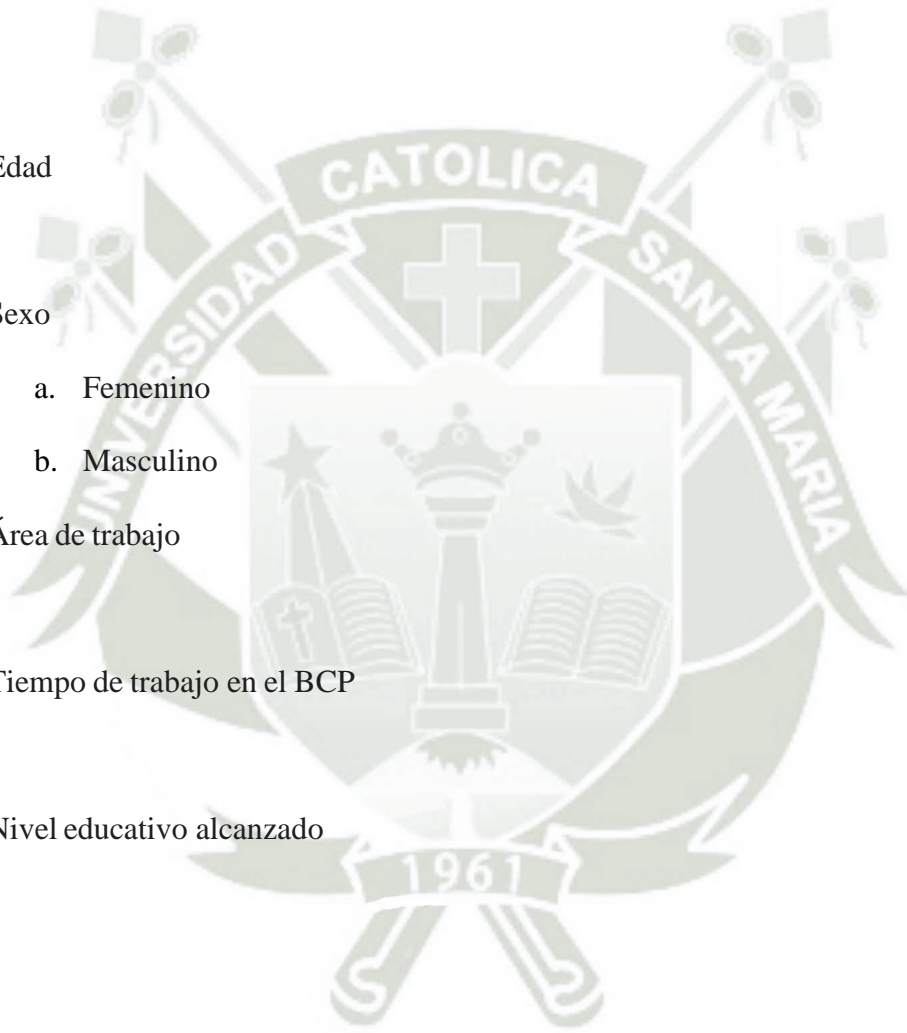 Edad
Sexo
a. Femenino
b. Masculino
Área de trabajo
Tiempo de trabajo en el BCP
Nivel educativo alcanzado
UNIVERSIDAD CATOLICA SANTA MARIA
1961